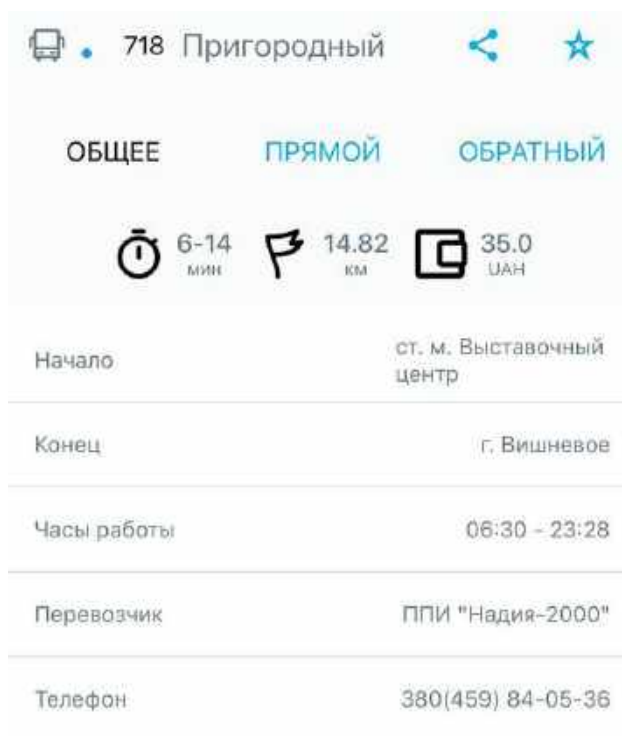 718 Пригородный
ОБЩЕЕ ПРЯМОЙ ОБРАТНЫЙ
6-14 14.82 35.0
мин км UAH
Начало ст. м. Выставочный
центр
Конец г. Вишневое
Часы работы 06:30 - 23:28
Перевозчик ППИ "Надия-2000"
Телефон 380(459) 84-05-36